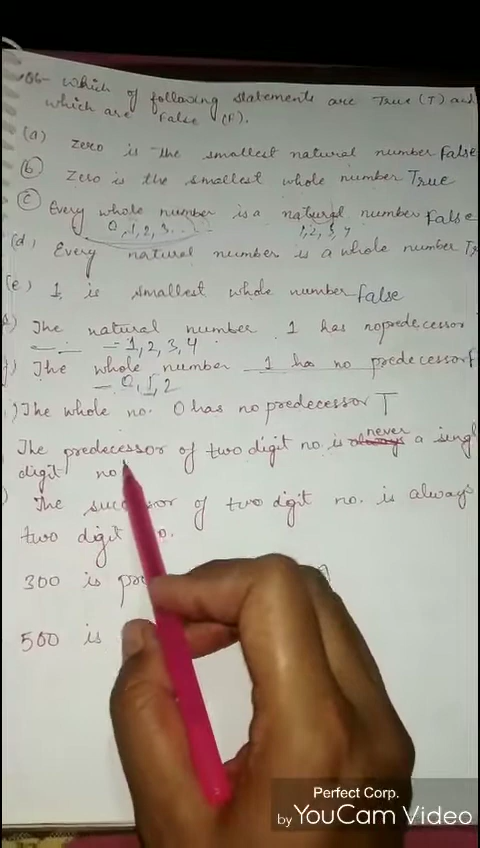 Q6- Which of following statements are True (T) and
which are False (F).
(a) Zero is the smallest natural number False
(b) Zero is the smallest whole number True
(c) Every whole number is a natural number False
0,1,2,3.. 1,2,3,4
(d) Every natural number is a whole number Tr
(e) 1 is smallest whole number False
The natural number 1 has no predecessor
- 1,2,3,4
) The whole number 1 has no predecessor F
- 0,1,2
) The whole no. 0 has no predecessor T
The predecessor of two digit no. is always never a singl
digit no
) The successor of two digit no. is always
two digit no.
300 is pre
500 is
Perfect Corp.
by YouCam Video